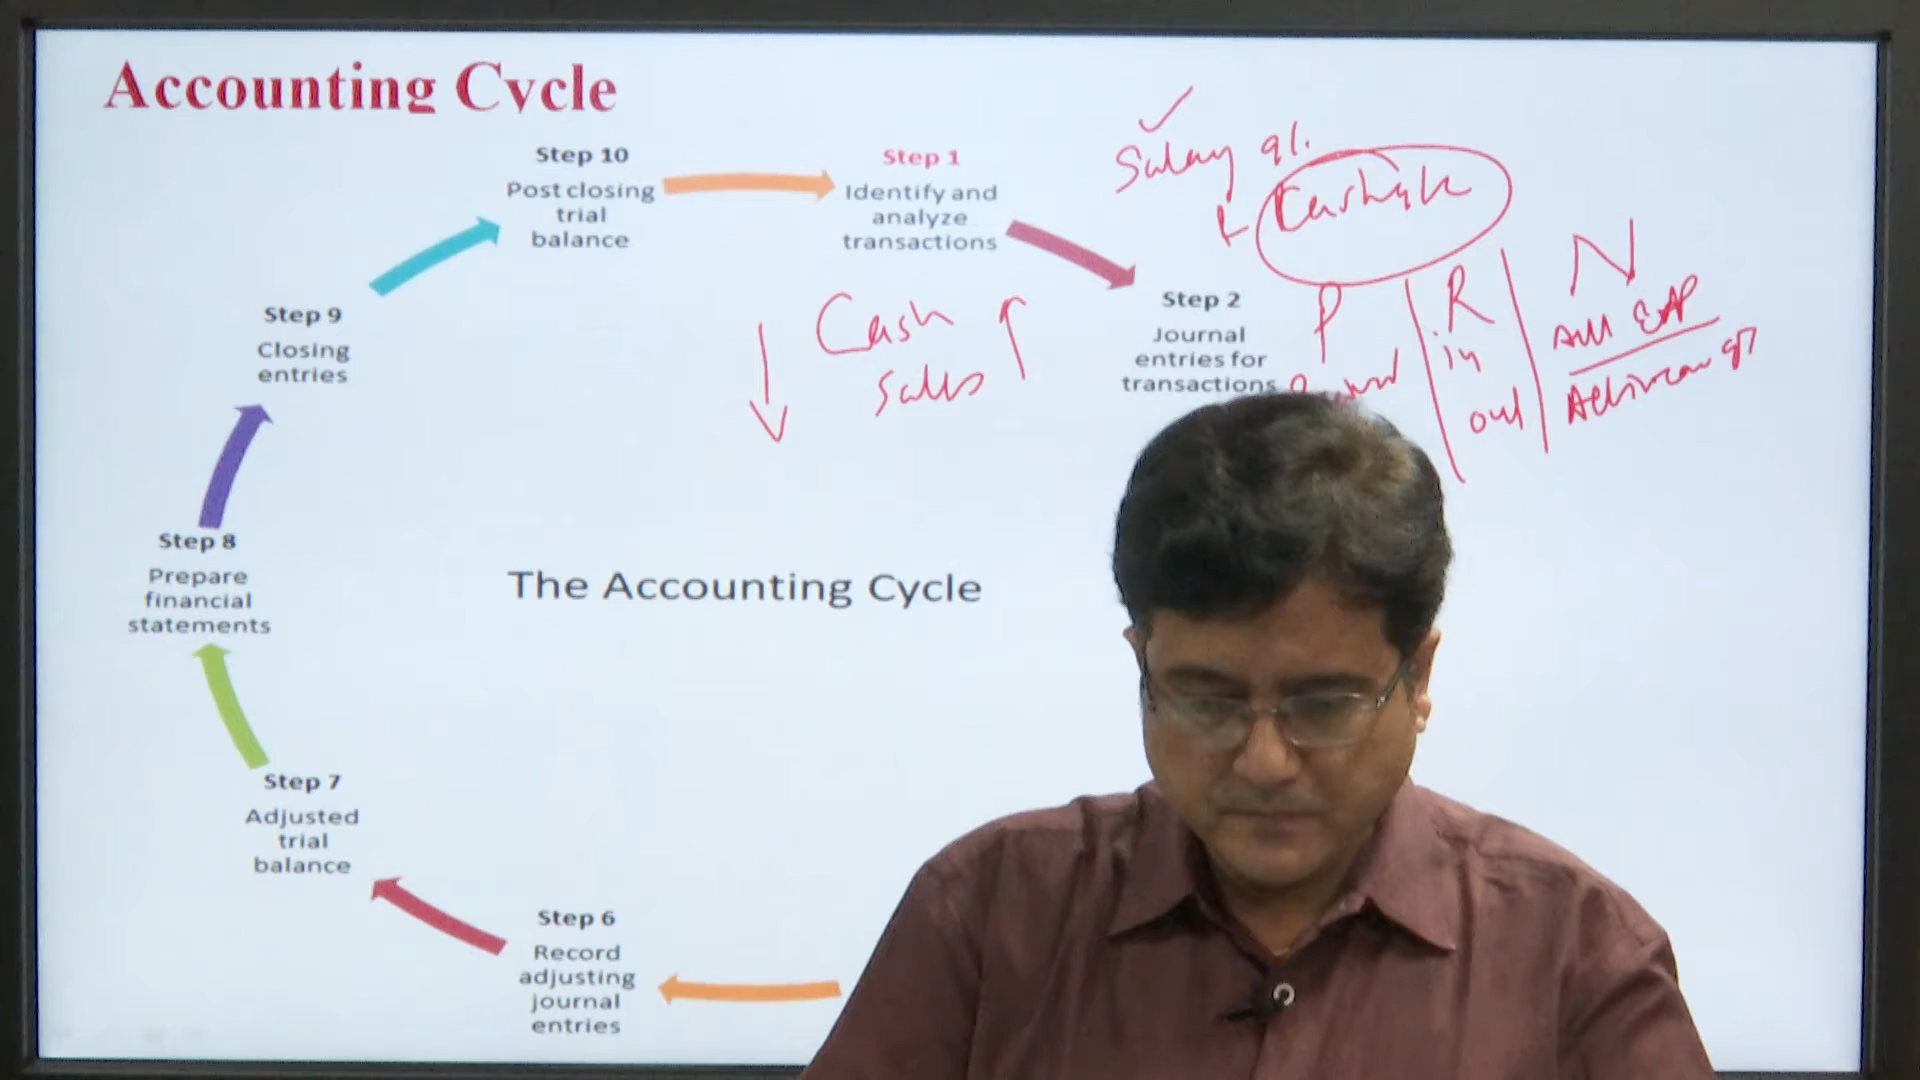 Accounting Cycle
Step 10
Post closing
trial
balance
Step 1
Identify and
analyze
transactions
Step 2
Journal
entries for
transactions
Step 9
Closing
entries
Step 8
Prepare
financial
statements
Step 7
Adjusted
trial
balance
Step 6
Record
adjusting
journal
entries
The Accounting Cycle
Cash
Sales
Salary
P
R
in
out
N
All EXP